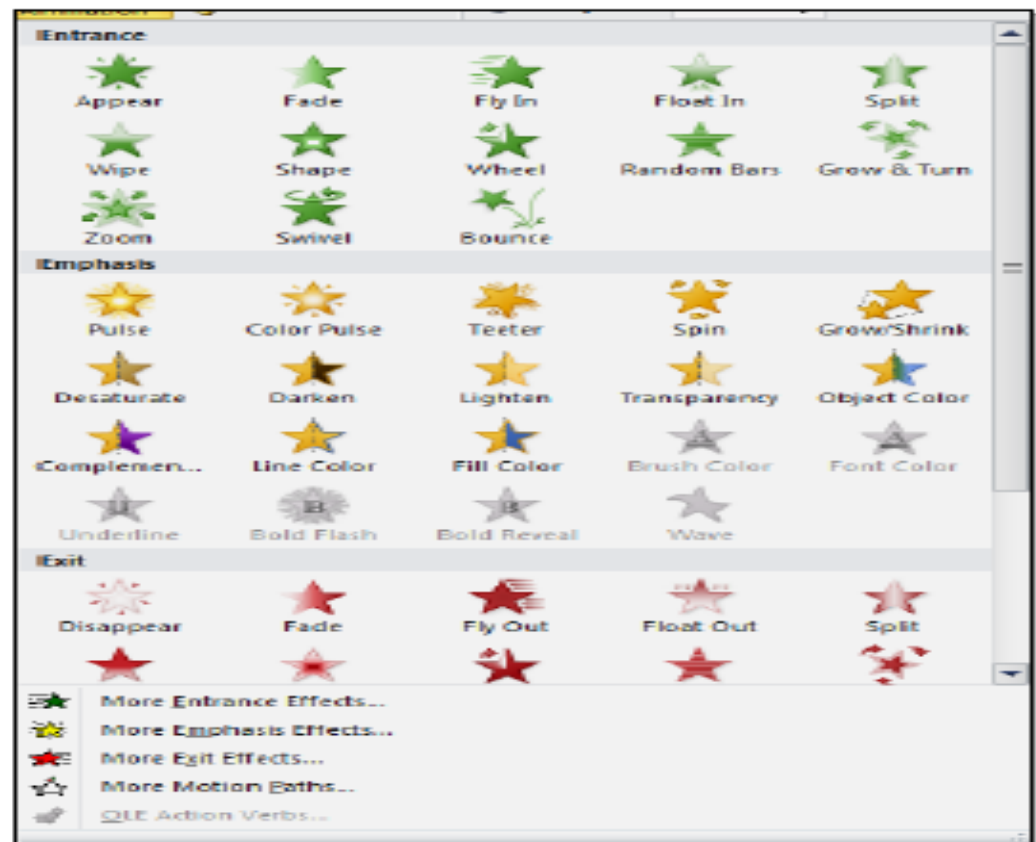 Entrance
Appear Fade Fly In Float In Split
Wipe Shape Wheel Random Bars Grow & Turn
Zoom Swivel Bounce
Emphasis
Pulse Color Pulse Teeter Spin Grow/Shrink
Desaturate Darken Lighten Transparency Object Color
Complemen... Line Color Fill Color Brush Color Font Color
Underline Bold Flash Bold Reveal Wave
Exit
Disappear Fade Fly Out Float Out Split
More Entrance Effects...
More Emphasis Effects...
More Exit Effects...
More Motion Paths...
OLE Action Verbs...